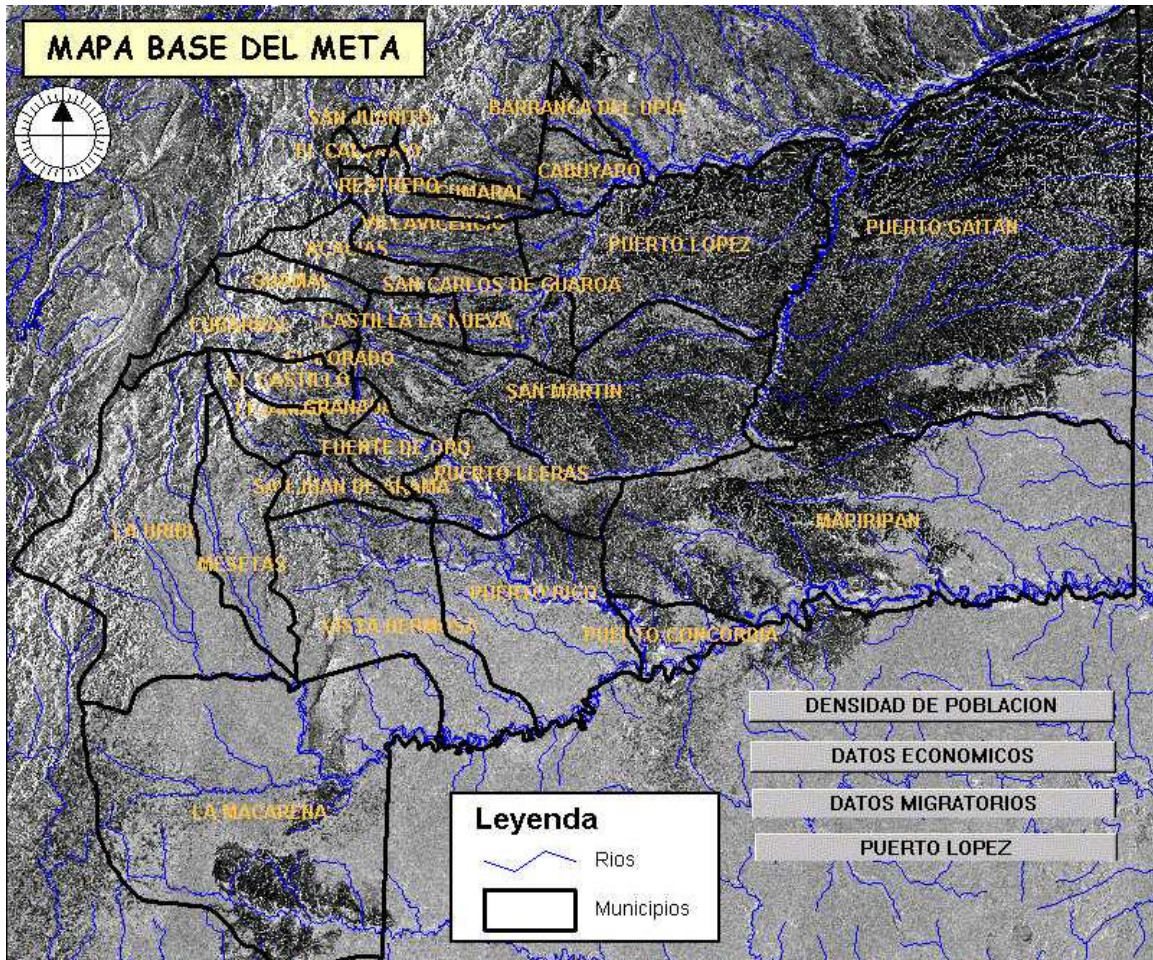 MAPA BASE DEL META
SAN JUANITO
BARRANCA DEL UPIA
EL CALVARIO
CABUYARO
RESTREPO
CUMARAL
VILLAVICENCIO
PUERTO LOPEZ
PUERTO GAITAN
ACACIAS
GUAMAL
SAN CARLOS DE GUAROA
CUBARRAL
CASTILLA LA NUEVA
EL DORADO
EL CASTILLO
SAN MARTIN
GRANADA
FUENTE DE ORO
PUERTO LLERAS
SAN JUAN DE ARAMA
LA URIBE
MAPIRIPAN
MESETAS
PUERTO RICO
VISTA HERMOSA
PUERTO CONCORDIA
DENSIDAD DE POBLACION
DATOS ECONOMICOS
DATOS MIGRATORIOS
PUERTO LOPEZ
LA MACARENA
Leyenda
Rios
Municipios